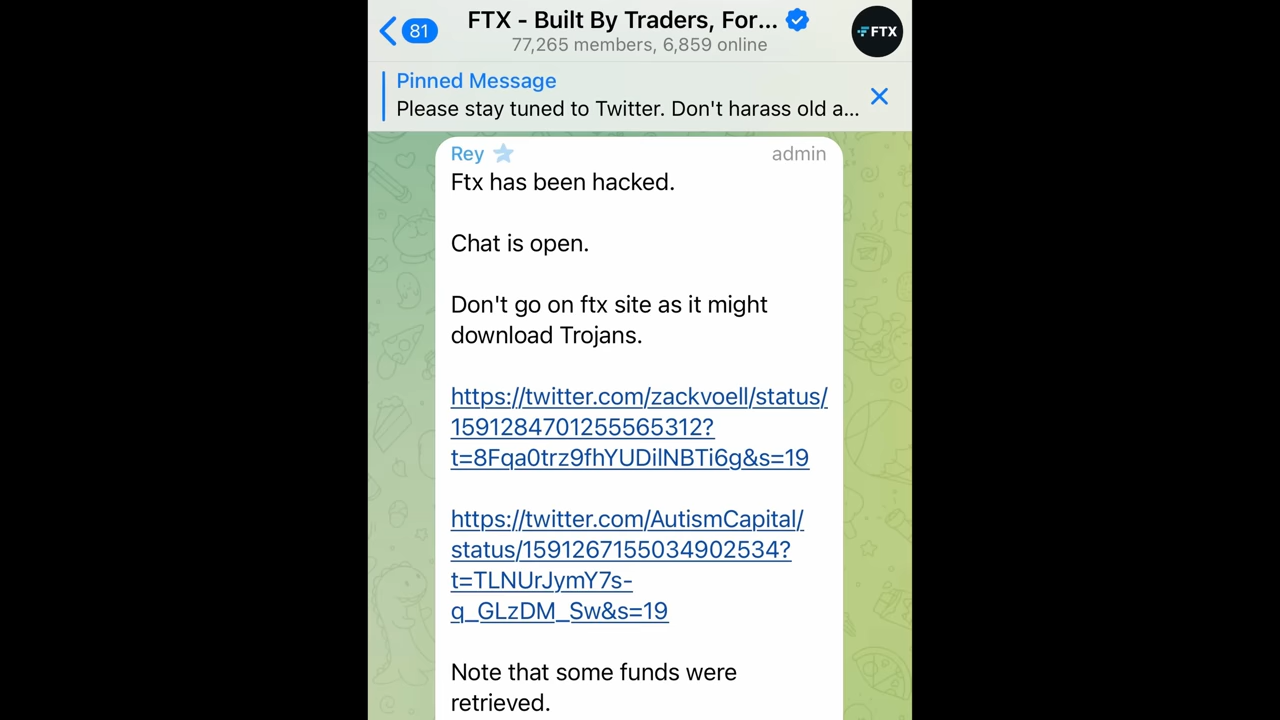 81
FTX - Built By Traders, For...
77,265 members, 6,859 online
FTX
Pinned Message
Please stay tuned to Twitter. Don't harass old a...
Rey admin
Ftx has been hacked.
Chat is open.
Don't go on ftx site as it might
download Trojans.
https://twitter.com/zackvoell/status/
1591284701255565312?
t=8Fqa0trz9fhYUDilNBTi6g&s=19
https://twitter.com/AutismCapital/
status/1591267155034902534?
t=TLNUrJymY7s-
q_GLzDM_Sw&s=19
Note that some funds were
retrieved.